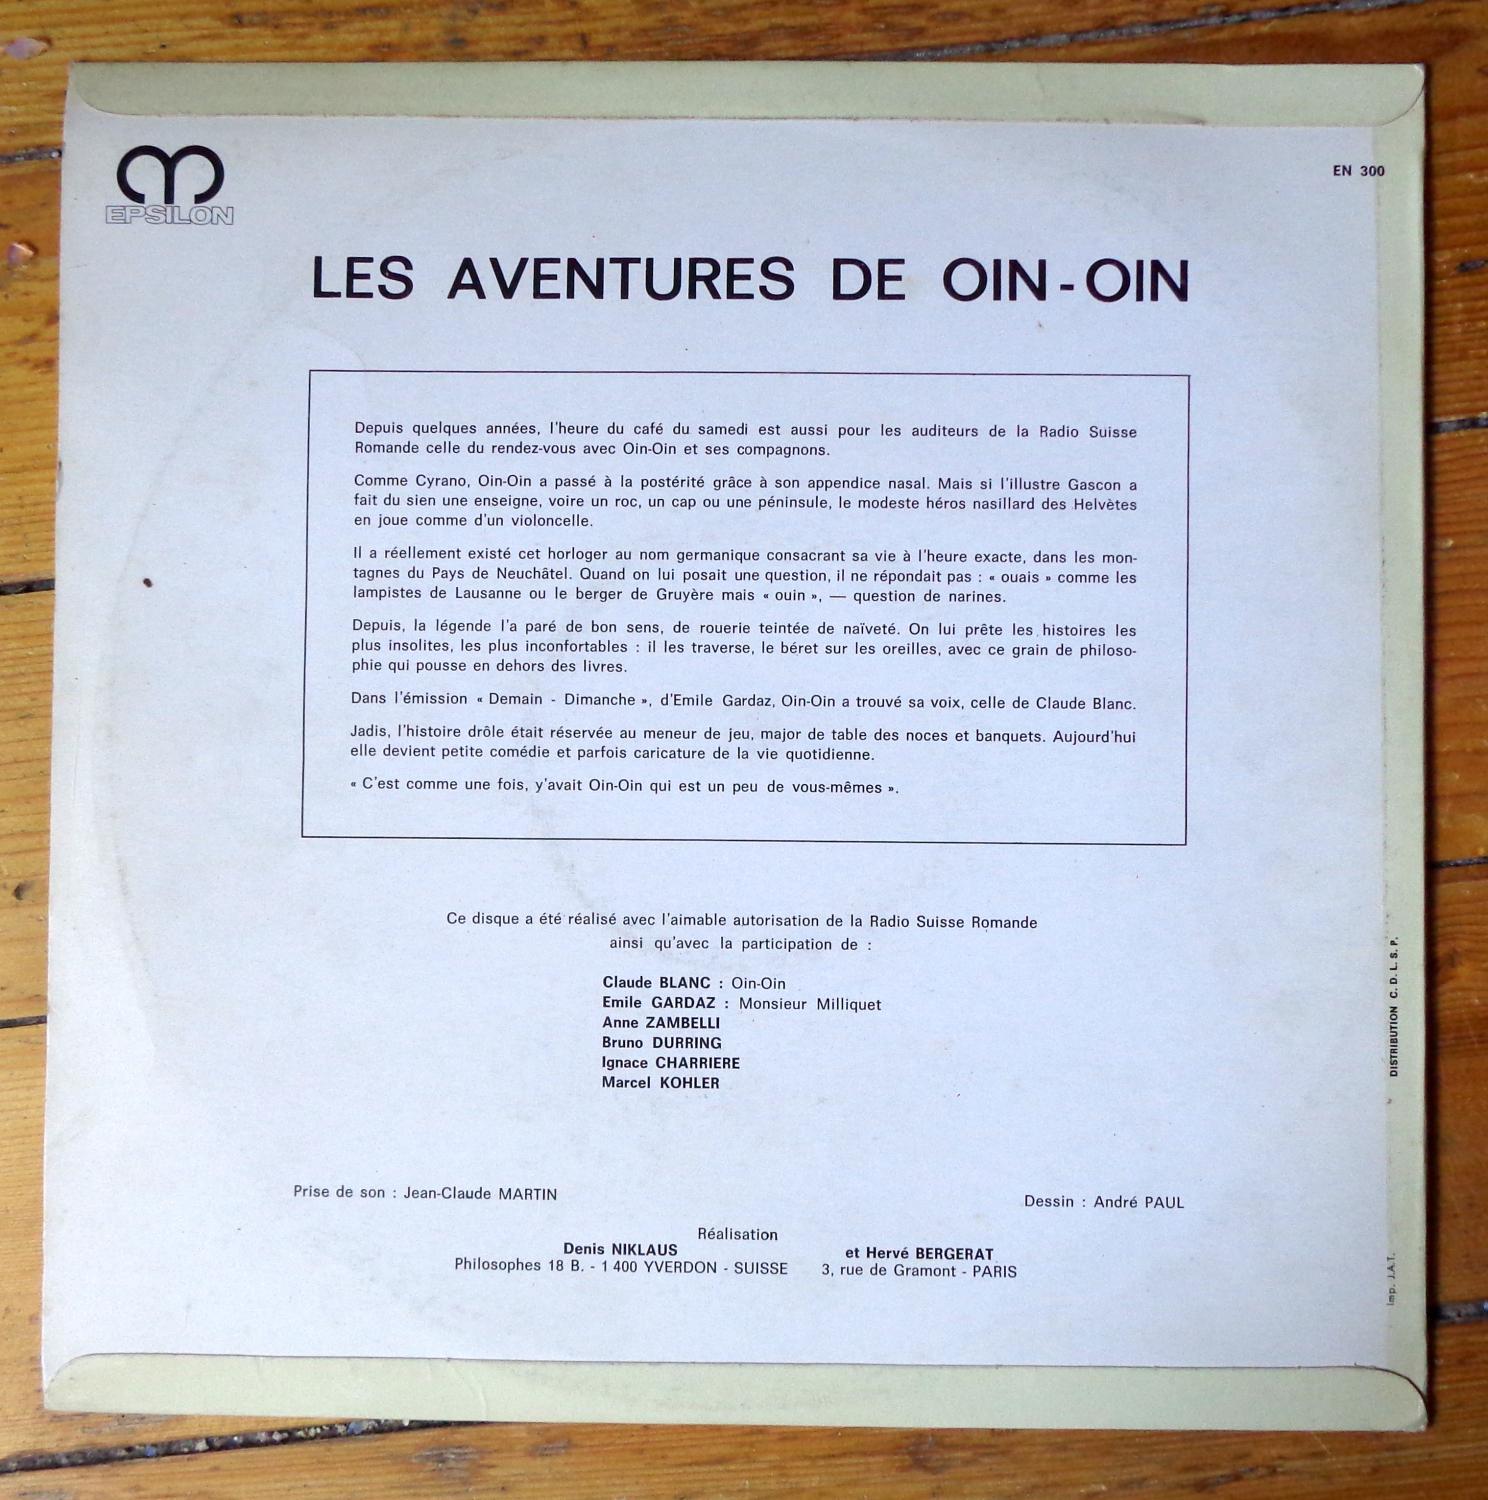 EPSILON
EN 300
LES AVENTURES DE OIN-OIN
Depuis quelques années, l'heure du café du samedi est aussi pour les auditeurs de la Radio Suisse
Romande celle du rendez-vous avec Oin-Oin et ses compagnons.
Comme Cyrano, Oin-Oin a passé à la postérité grâce à son appendice nasal. Mais si l'illustre Gascon a
fait du sien une enseigne, voire un roc, un cap ou une péninsule, le modeste héros nasillard des Helvètes
en joue comme d'un violoncelle.
Il a réellement existé cet horloger au nom germanique consacrant sa vie à l'heure exacte, dans les mon-
tagnes du Pays de Neuchâtel. Quand on lui posait une question, il ne répondait pas : « ouais » comme les
lampistes de Lausanne ou le berger de Gruyère mais « ouin », — question de narines.
Depuis, la légende l'a paré de bon sens, de rouerie teintée de naïveté. On lui prête les histoires les
plus insolites, les plus inconfortables : il les traverse, le béret sur les oreilles, avec ce grain de philoso-
phie qui pousse en dehors des livres.
Dans l'émission « Demain - Dimanche », d'Emile Gardaz, Oin-Oin a trouvé sa voix, celle de Claude Blanc.
Jadis, l'histoire drôle était réservée au meneur de jeu, major de table des noces et banquets. Aujourd'hui
elle devient petite comédie et parfois caricature de la vie quotidienne.
« C'est comme une fois, y'avait Oin-Oin qui est un peu de vous-mêmes ».
Ce disque a été réalisé avec l'aimable autorisation de la Radio Suisse Romande
ainsi qu'avec la participation de :
Claude BLANC : Oin-Oin
Emile GARDAZ : Monsieur Milliquet
Anne ZAMBELLI
Bruno DURRING
Ignace CHARRIERE
Marcel KOHLER
DISTRIBUTION C. D. L. S. P.
Prise de son : Jean-Claude MARTIN
Dessin : André PAUL
Réalisation
Denis NIKLAUS et Hervé BERGERAT
Philosophes 18 B. - 1 400 YVERDON - SUISSE 3, rue de Gramont - PARIS
Imp. J.A.T.